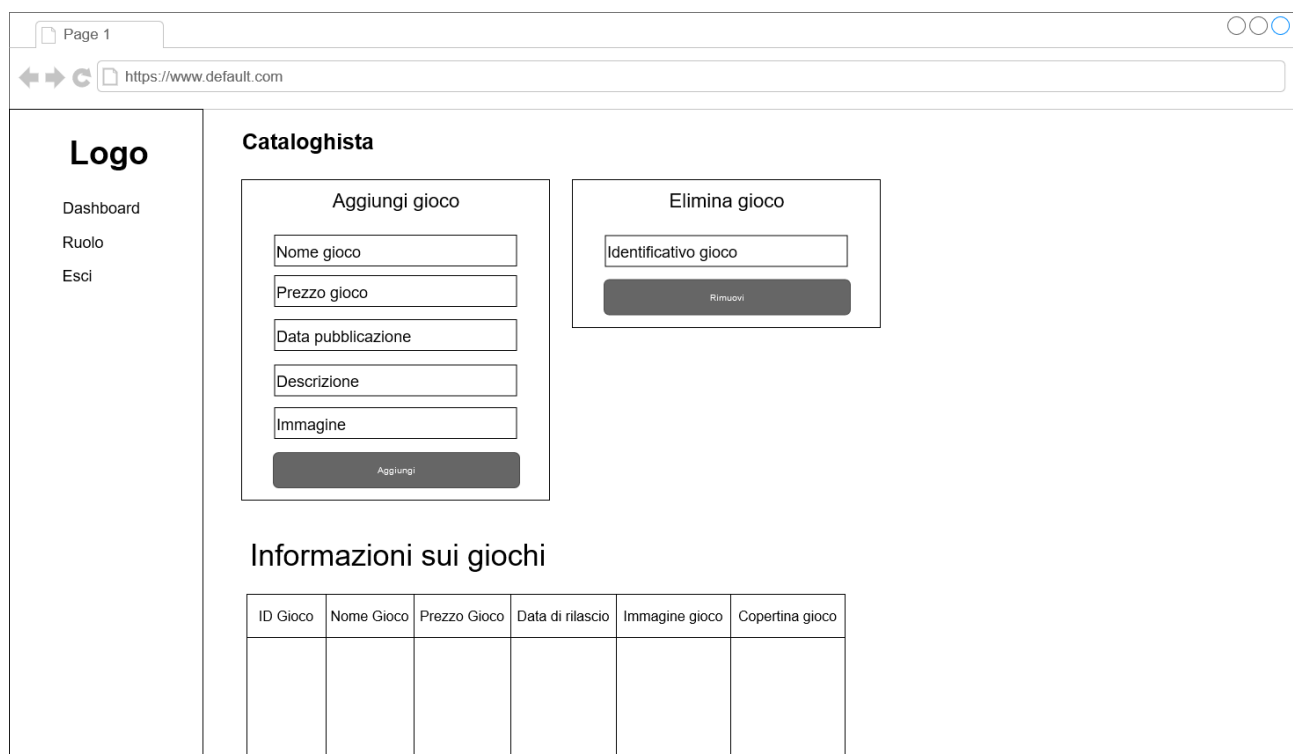 Page 1
https://www.default.com
Logo
Dashboard
Ruolo
Esci
Cataloghista
Aggiungi gioco
Nome gioco
Prezzo gioco
Data pubblicazione
Descrizione
Immagine
Aggiungi
Elimina gioco
Identificativo gioco
Rimuovi
Informazioni sui giochi
ID Gioco Nome Gioco Prezzo Gioco Data di rilascio Immagine gioco Copertina gioco